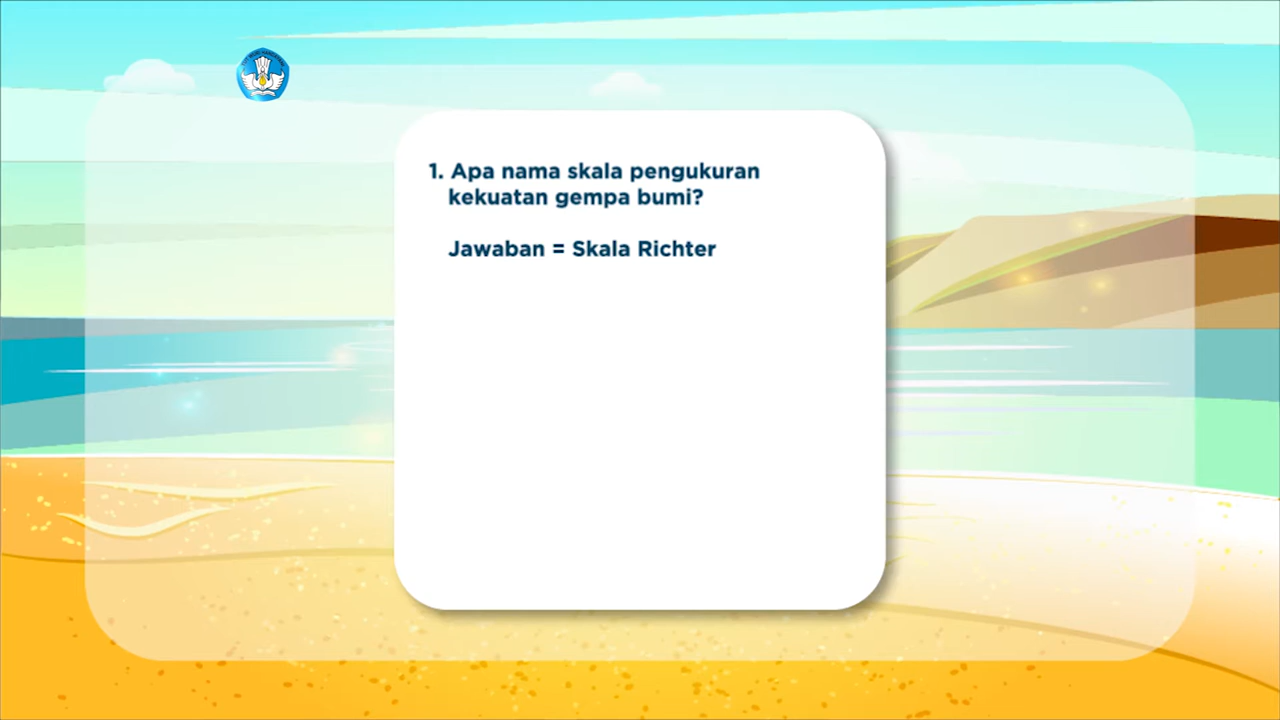 1. Apa nama skala pengukuran
kekuatan gempa bumi?
Jawaban = Skala Richter